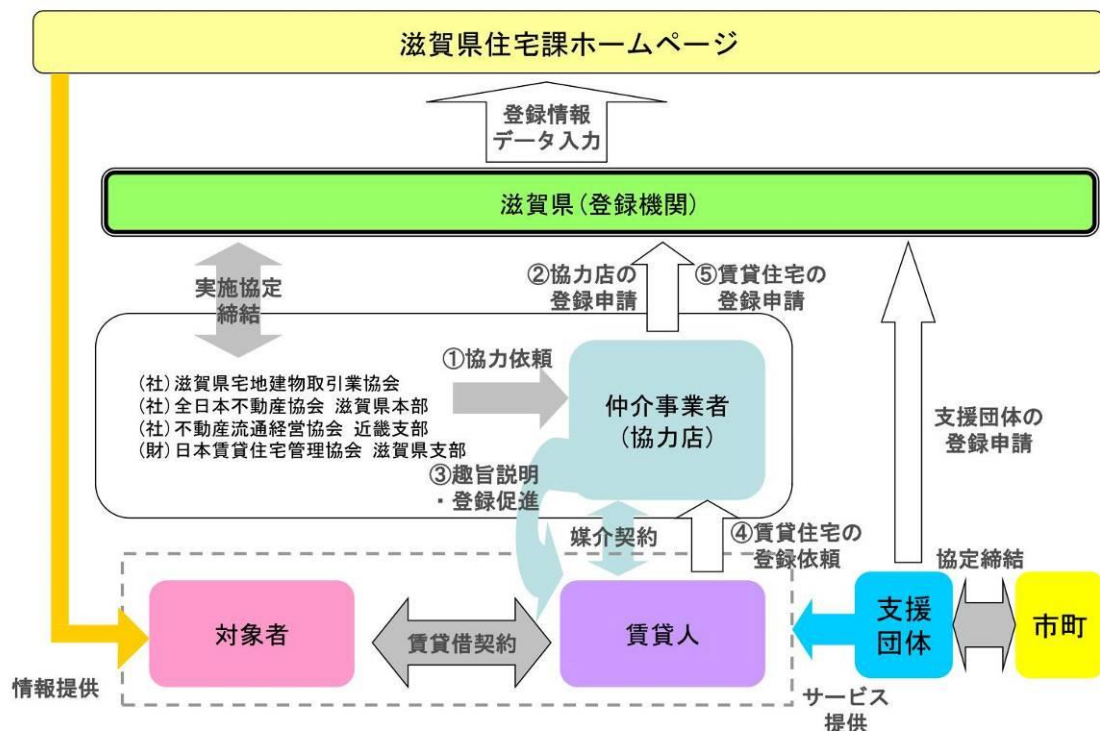 滋賀県住宅課ホームページ
登録情報
データ入力
滋賀県(登録機関)
実施協定
締結
②協力店の
登録申請
⑤賃貸住宅の
登録申請
①協力依頼
(社)滋賀県宅地建物取引業協会
(社)全日本不動産協会 滋賀県本部
(社)不動産流通経営協会 近畿支部
(財)日本賃貸住宅管理協会 滋賀県支部
仲介事業者
(協力店)
支援団体の
登録申請
③趣旨説明
・登録促進
媒介契約
④賃貸住宅の
登録依頼
協定締結
対象者
賃貸借契約
賃貸人
支援
団体
市町
情報提供
サービス
提供